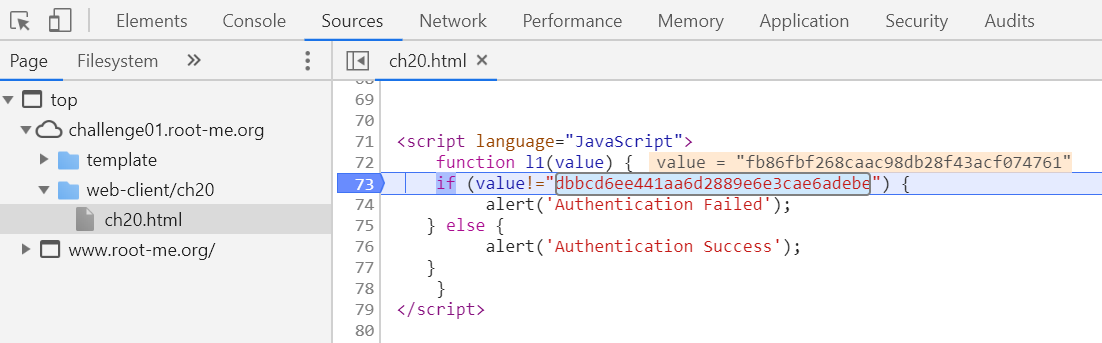 Elements Console Sources Network Performance Memory Application Security Audits
Page Filesystem » ch20.html ×
69
top
70
challenge01.root-me.org
71 <script language="JavaScript">
template
72 function l1(value) { value = "fb86fbf268caac98db28f43acf074761"
web-client/ch20
73 if (value!="dbbcd6ee441aa6d2889e6e3cae6adebe") {
ch20.html
74 alert('Authentication Failed');
75 } else {
www.root-me.org/
76 alert('Authentication Success');
77 }
78 }
79 </script>
80